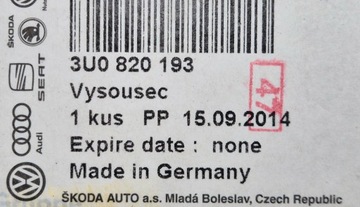 3U0 820 193
Vysousec
1 kus PP 15.09.2014
Expire date : none
Made in Germany
ŠKODA AUTO a.s. Mladá Boleslav, Czech Republic
ŠKODA
SEAT
Audi
47